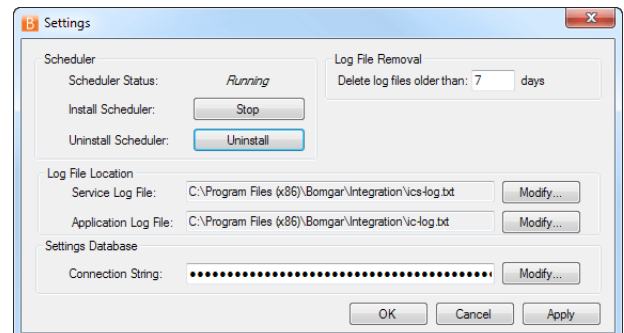 B Settings
Scheduler
Scheduler Status: Running
Install Scheduler: Stop
Uninstall Scheduler: Uninstall
Log File Removal
Delete log files older than: 7 days
Log File Location
Service Log File: C:\Program Files (x86)\Bomgar\Integration\ics-log.txt Modify...
Application Log File: C:\Program Files (x86)\Bomgar\Integration\ic-log.txt Modify...
Settings Database
Connection String: Modify...
OK Cancel Apply